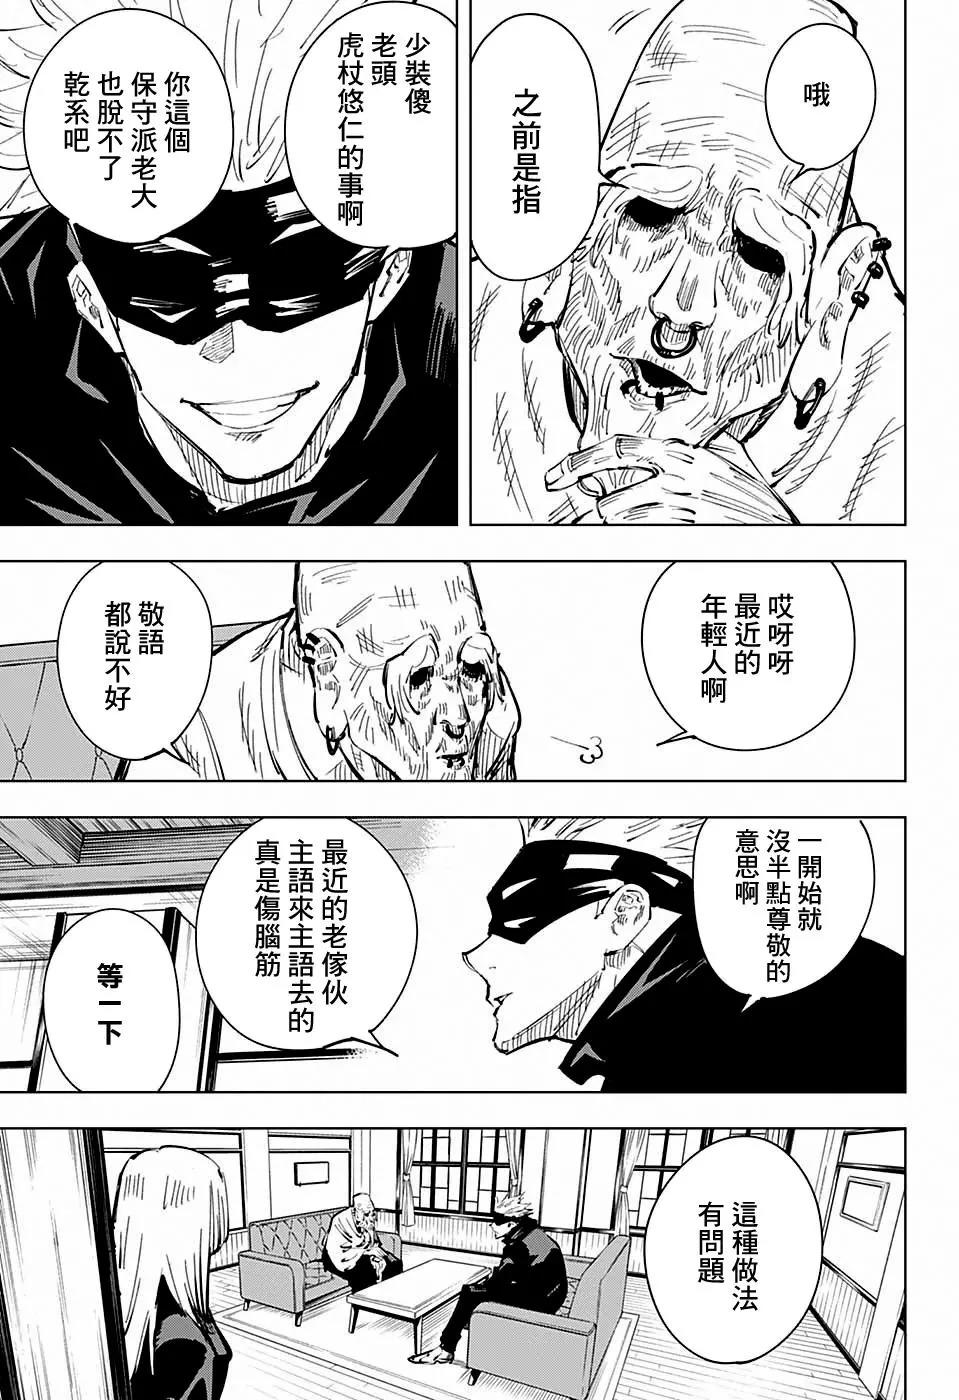 哦
之前是指
少裝傻
老頭
虎杖悠仁的事啊
你這個
保守派老大
也脫不了
乾系吧
哎呀呀
最近的
年輕人啊
敬語
都說不好
一開始就
沒半點尊敬的
意思啊
最近的老傢伙
主語來主語去的
真是傷腦筋
等一下
這種做法
有問題